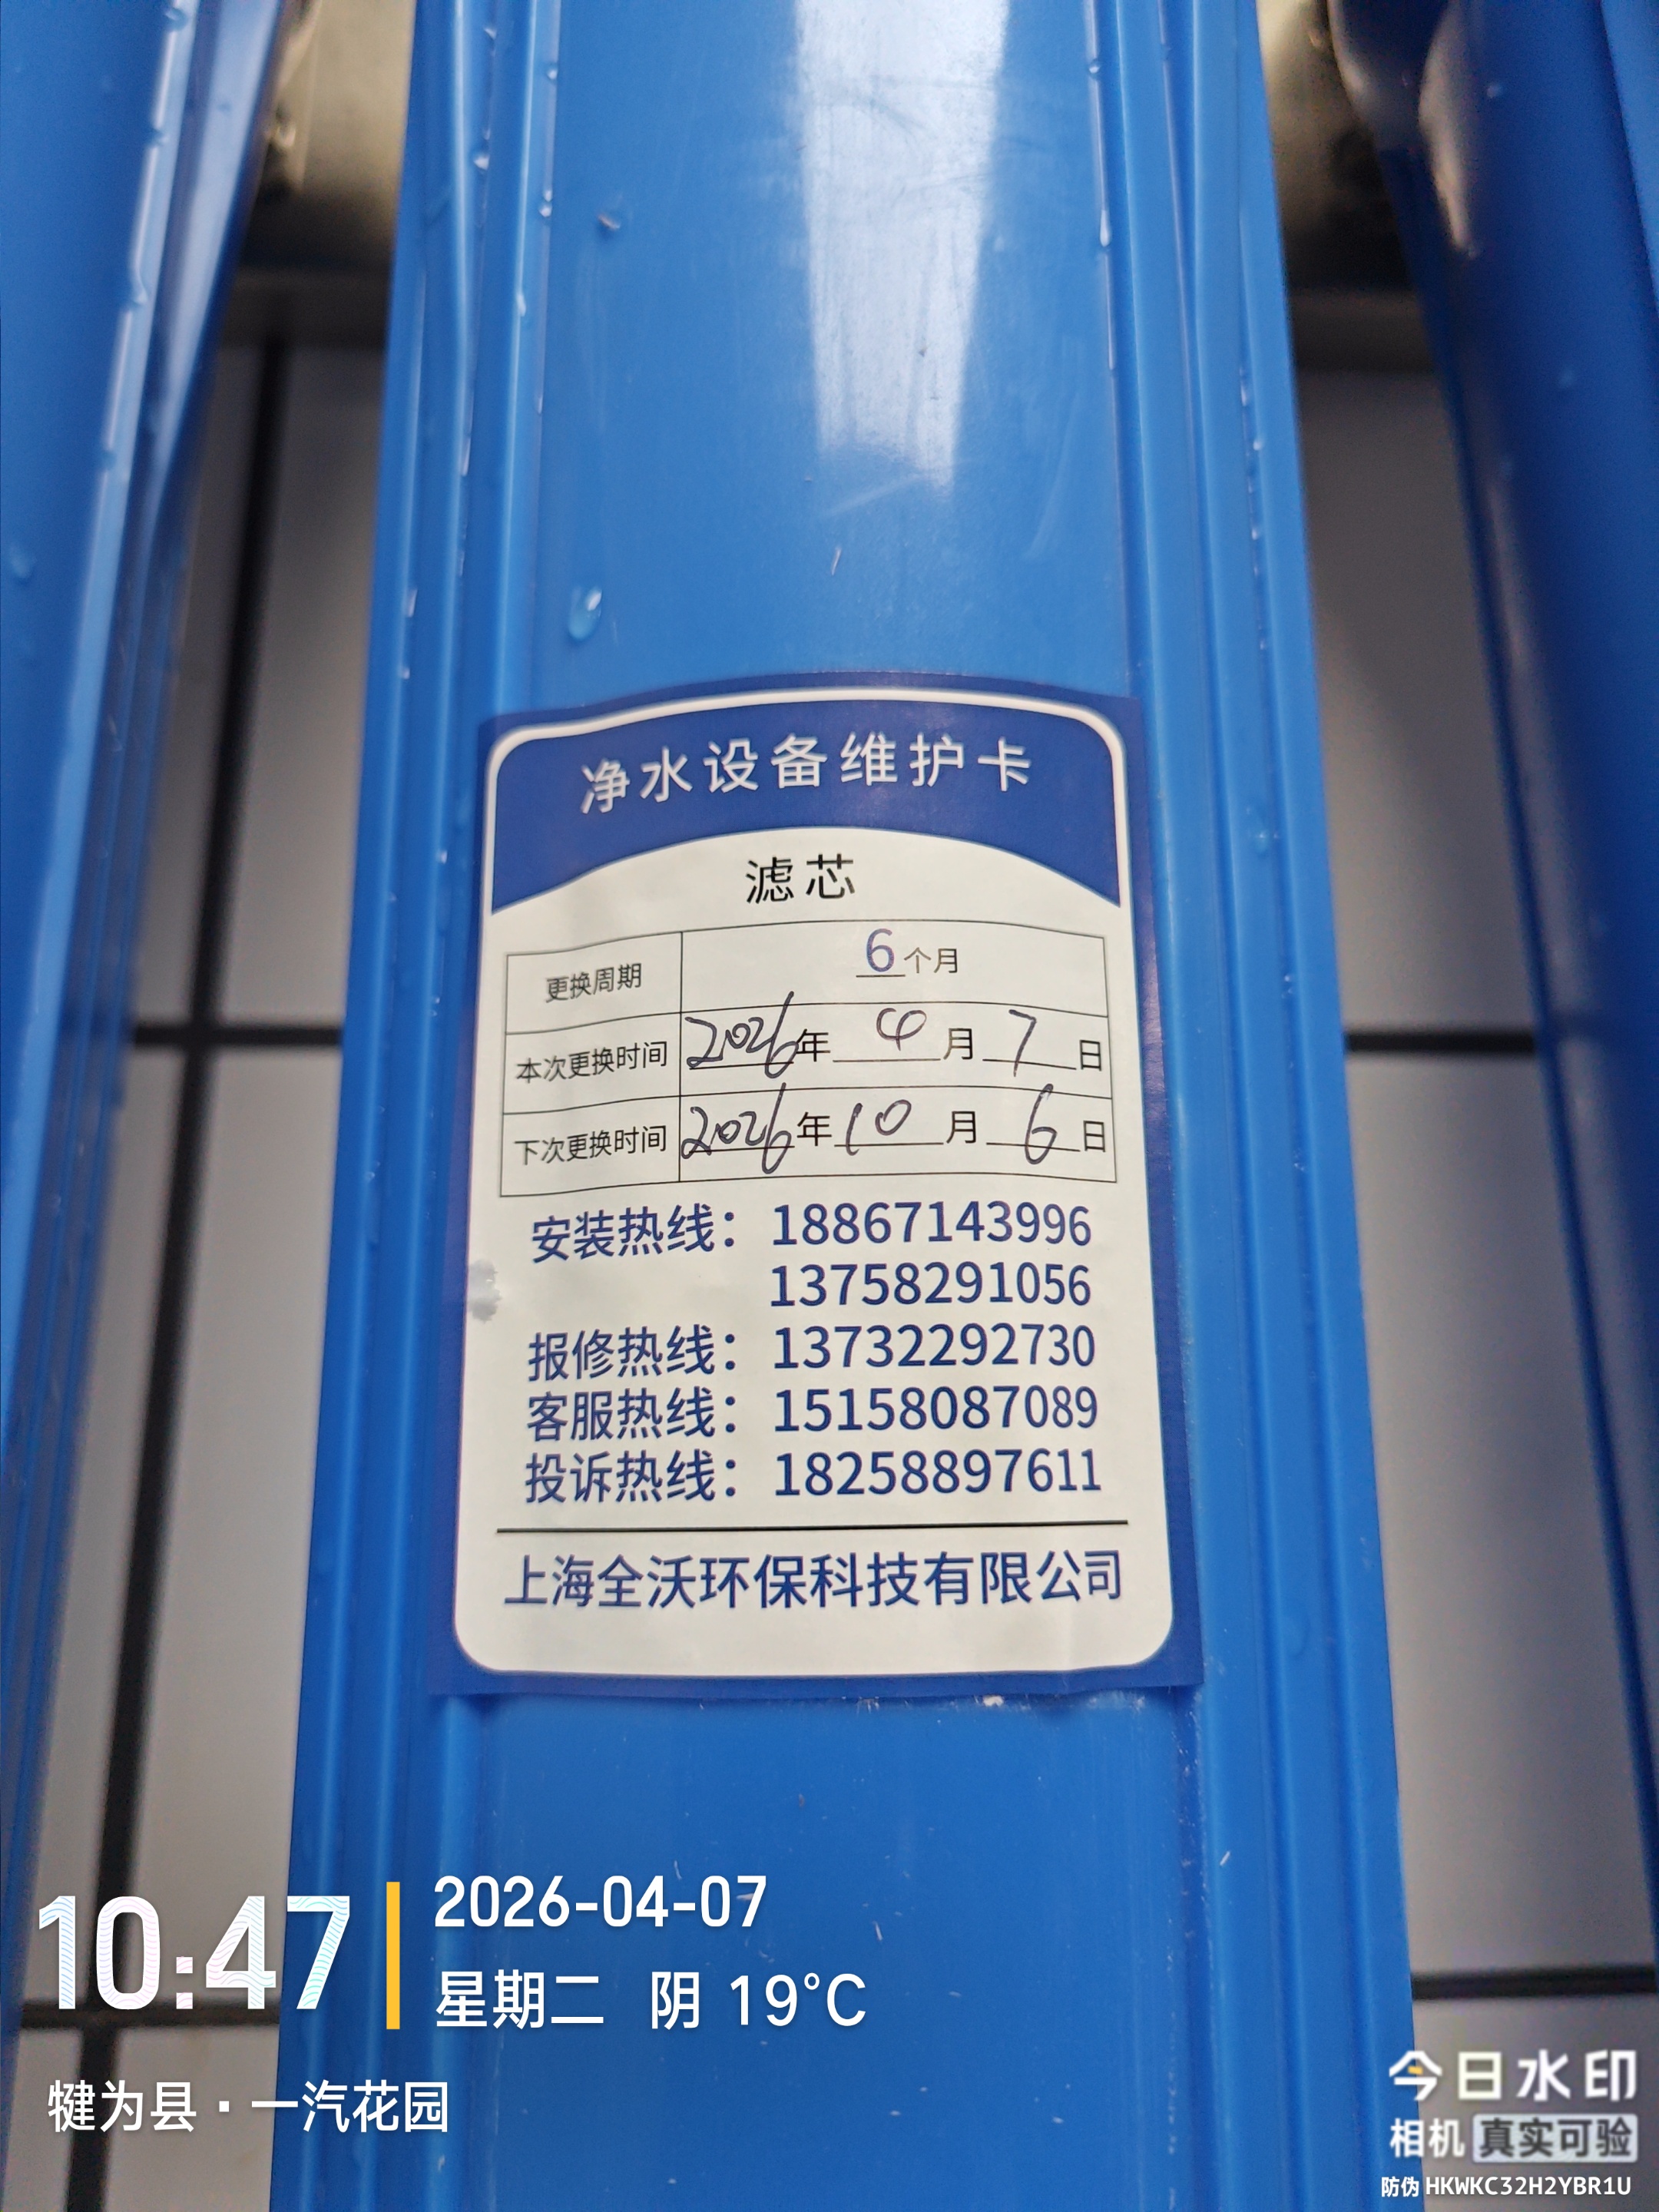 净水设备维护卡
滤芯
更换周期 6个月
本次更换时间 2026年 4月 7日
下次更换时间 2026年 10月 6日
安装热线：18867143996
13758291056
报修热线：13732292730
客服热线：15158087089
投诉热线：18258897611
上海全沃环保科技有限公司
10:47
2026-04-07
星期二 阴 19°C
犍为县·一汽花园
今日水印
相机 真实可验
防伪 HKWKC32H2YBR1U